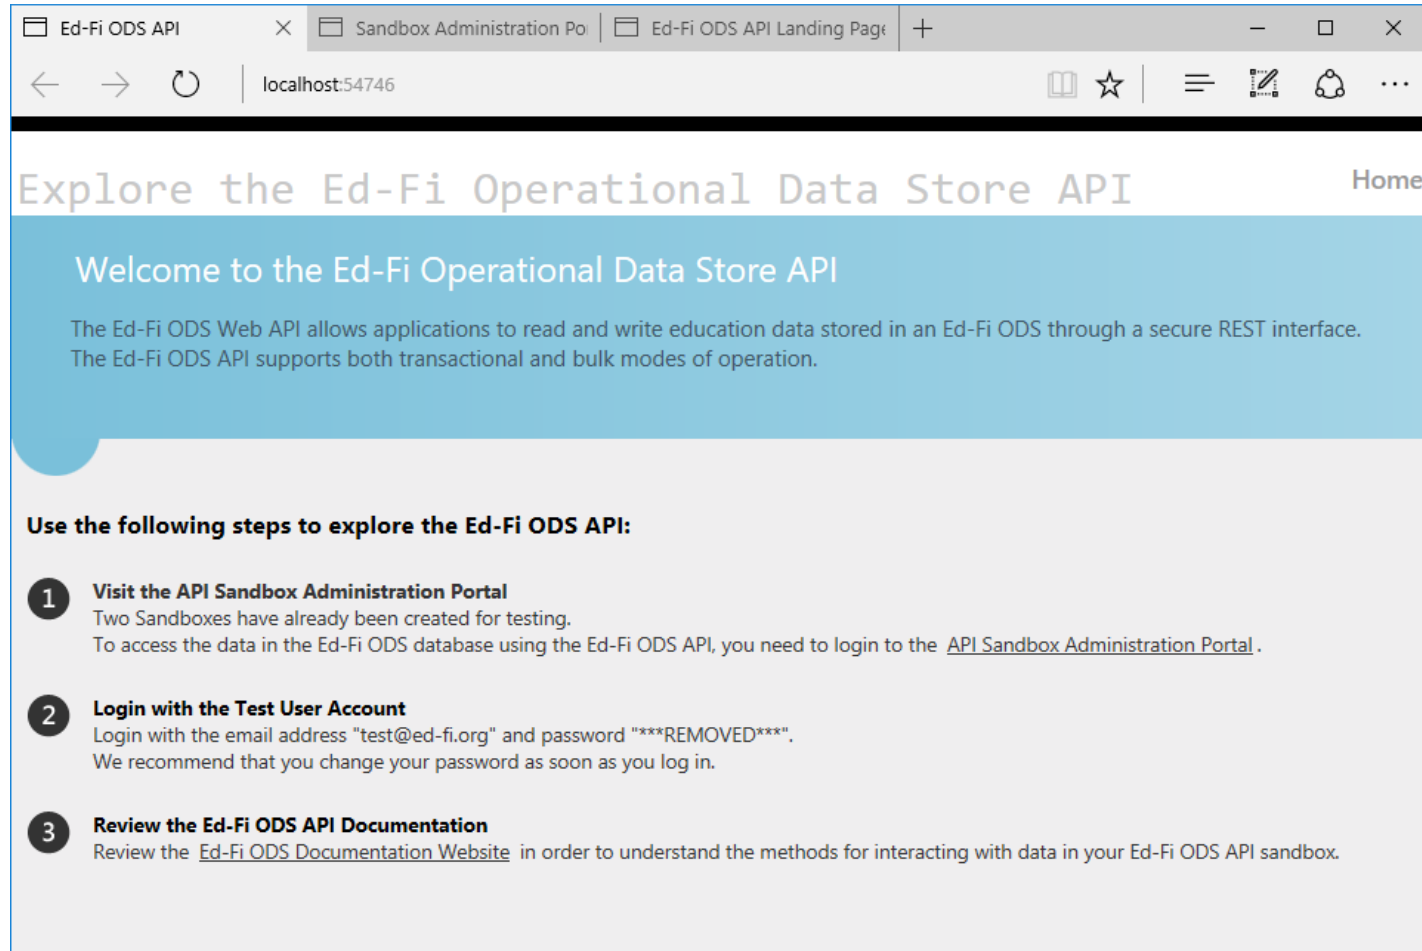 Ed-Fi ODS API
Sandbox Administration Po
Ed-Fi ODS API Landing Page
localhost:54746
Explore the Ed-Fi Operational Data Store API
Home
Welcome to the Ed-Fi Operational Data Store API
The Ed-Fi ODS Web API allows applications to read and write education data stored in an Ed-Fi ODS through a secure REST interface.
The Ed-Fi ODS API supports both transactional and bulk modes of operation.
Use the following steps to explore the Ed-Fi ODS API:
1 Visit the API Sandbox Administration Portal
Two Sandboxes have already been created for testing.
To access the data in the Ed-Fi ODS database using the Ed-Fi ODS API, you need to login to the API Sandbox Administration Portal.
2 Login with the Test User Account
Login with the email address "test@ed-fi.org" and password "***REMOVED***".
We recommend that you change your password as soon as you log in.
3 Review the Ed-Fi ODS API Documentation
Review the Ed-Fi ODS Documentation Website in order to understand the methods for interacting with data in your Ed-Fi ODS API sandbox.